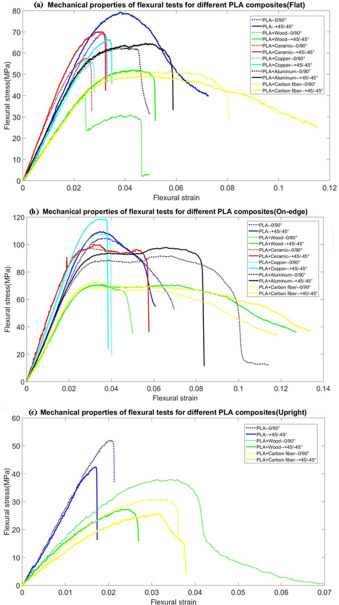 (a) Mechanical properties of flexural tests for different PLA composites(Flat)
Flexural stress(MPa)
80
70
60
50
40
30
20
10
0
PLA--0/90°
PLA--+45/-45°
PLA+Wood--0/90°
PLA+Wood--+45/-45°
PLA+Ceramic--0/90°
PLA+Ceramic--+45/-45°
PLA+Copper--0/90°
PLA+Copper--+45/-45°
PLA+Aluminum--0/90°
PLA+Aluminum--+45/-45°
PLA+Carbon fiber--0/90°
PLA+Carbon fiber--+45/-45°
0 0.02 0.04 0.06 0.08 0.1 0.12
Flexural strain
(b) Mechanical properties of flexural tests for different PLA composites(On-edge)
Flexural stress(MPa)
120
100
80
60
40
20
0
PLA--0/90°
PLA--+45/-45°
PLA+Wood--0/90°
PLA+Wood--+45/-45°
PLA+Ceramic--0/90°
PLA+Ceramic--+45/-45°
PLA+Copper--0/90°
PLA+Copper--+45/-45°
PLA+Aluminum--0/90°
PLA+Aluminum--+45/-45°
PLA+Carbon fiber--0/90°
PLA+Carbon fiber--+45/-45°
0 0.02 0.04 0.06 0.08 0.1 0.12 0.14
Flexural strain
(c) Mechanical properties of flexural tests for different PLA composites(Upright)
Flexural stress(MPa)
60
50
40
30
20
10
0
PLA--0/90°
PLA--+45/-45°
PLA+Wood--0/90°
PLA+Wood--+45/-45°
PLA+Carbon fiber--0/90°
PLA+Carbon fiber--+45/-45°
0 0.01 0.02 0.03 0.04 0.05 0.06 0.07
Flexural strain